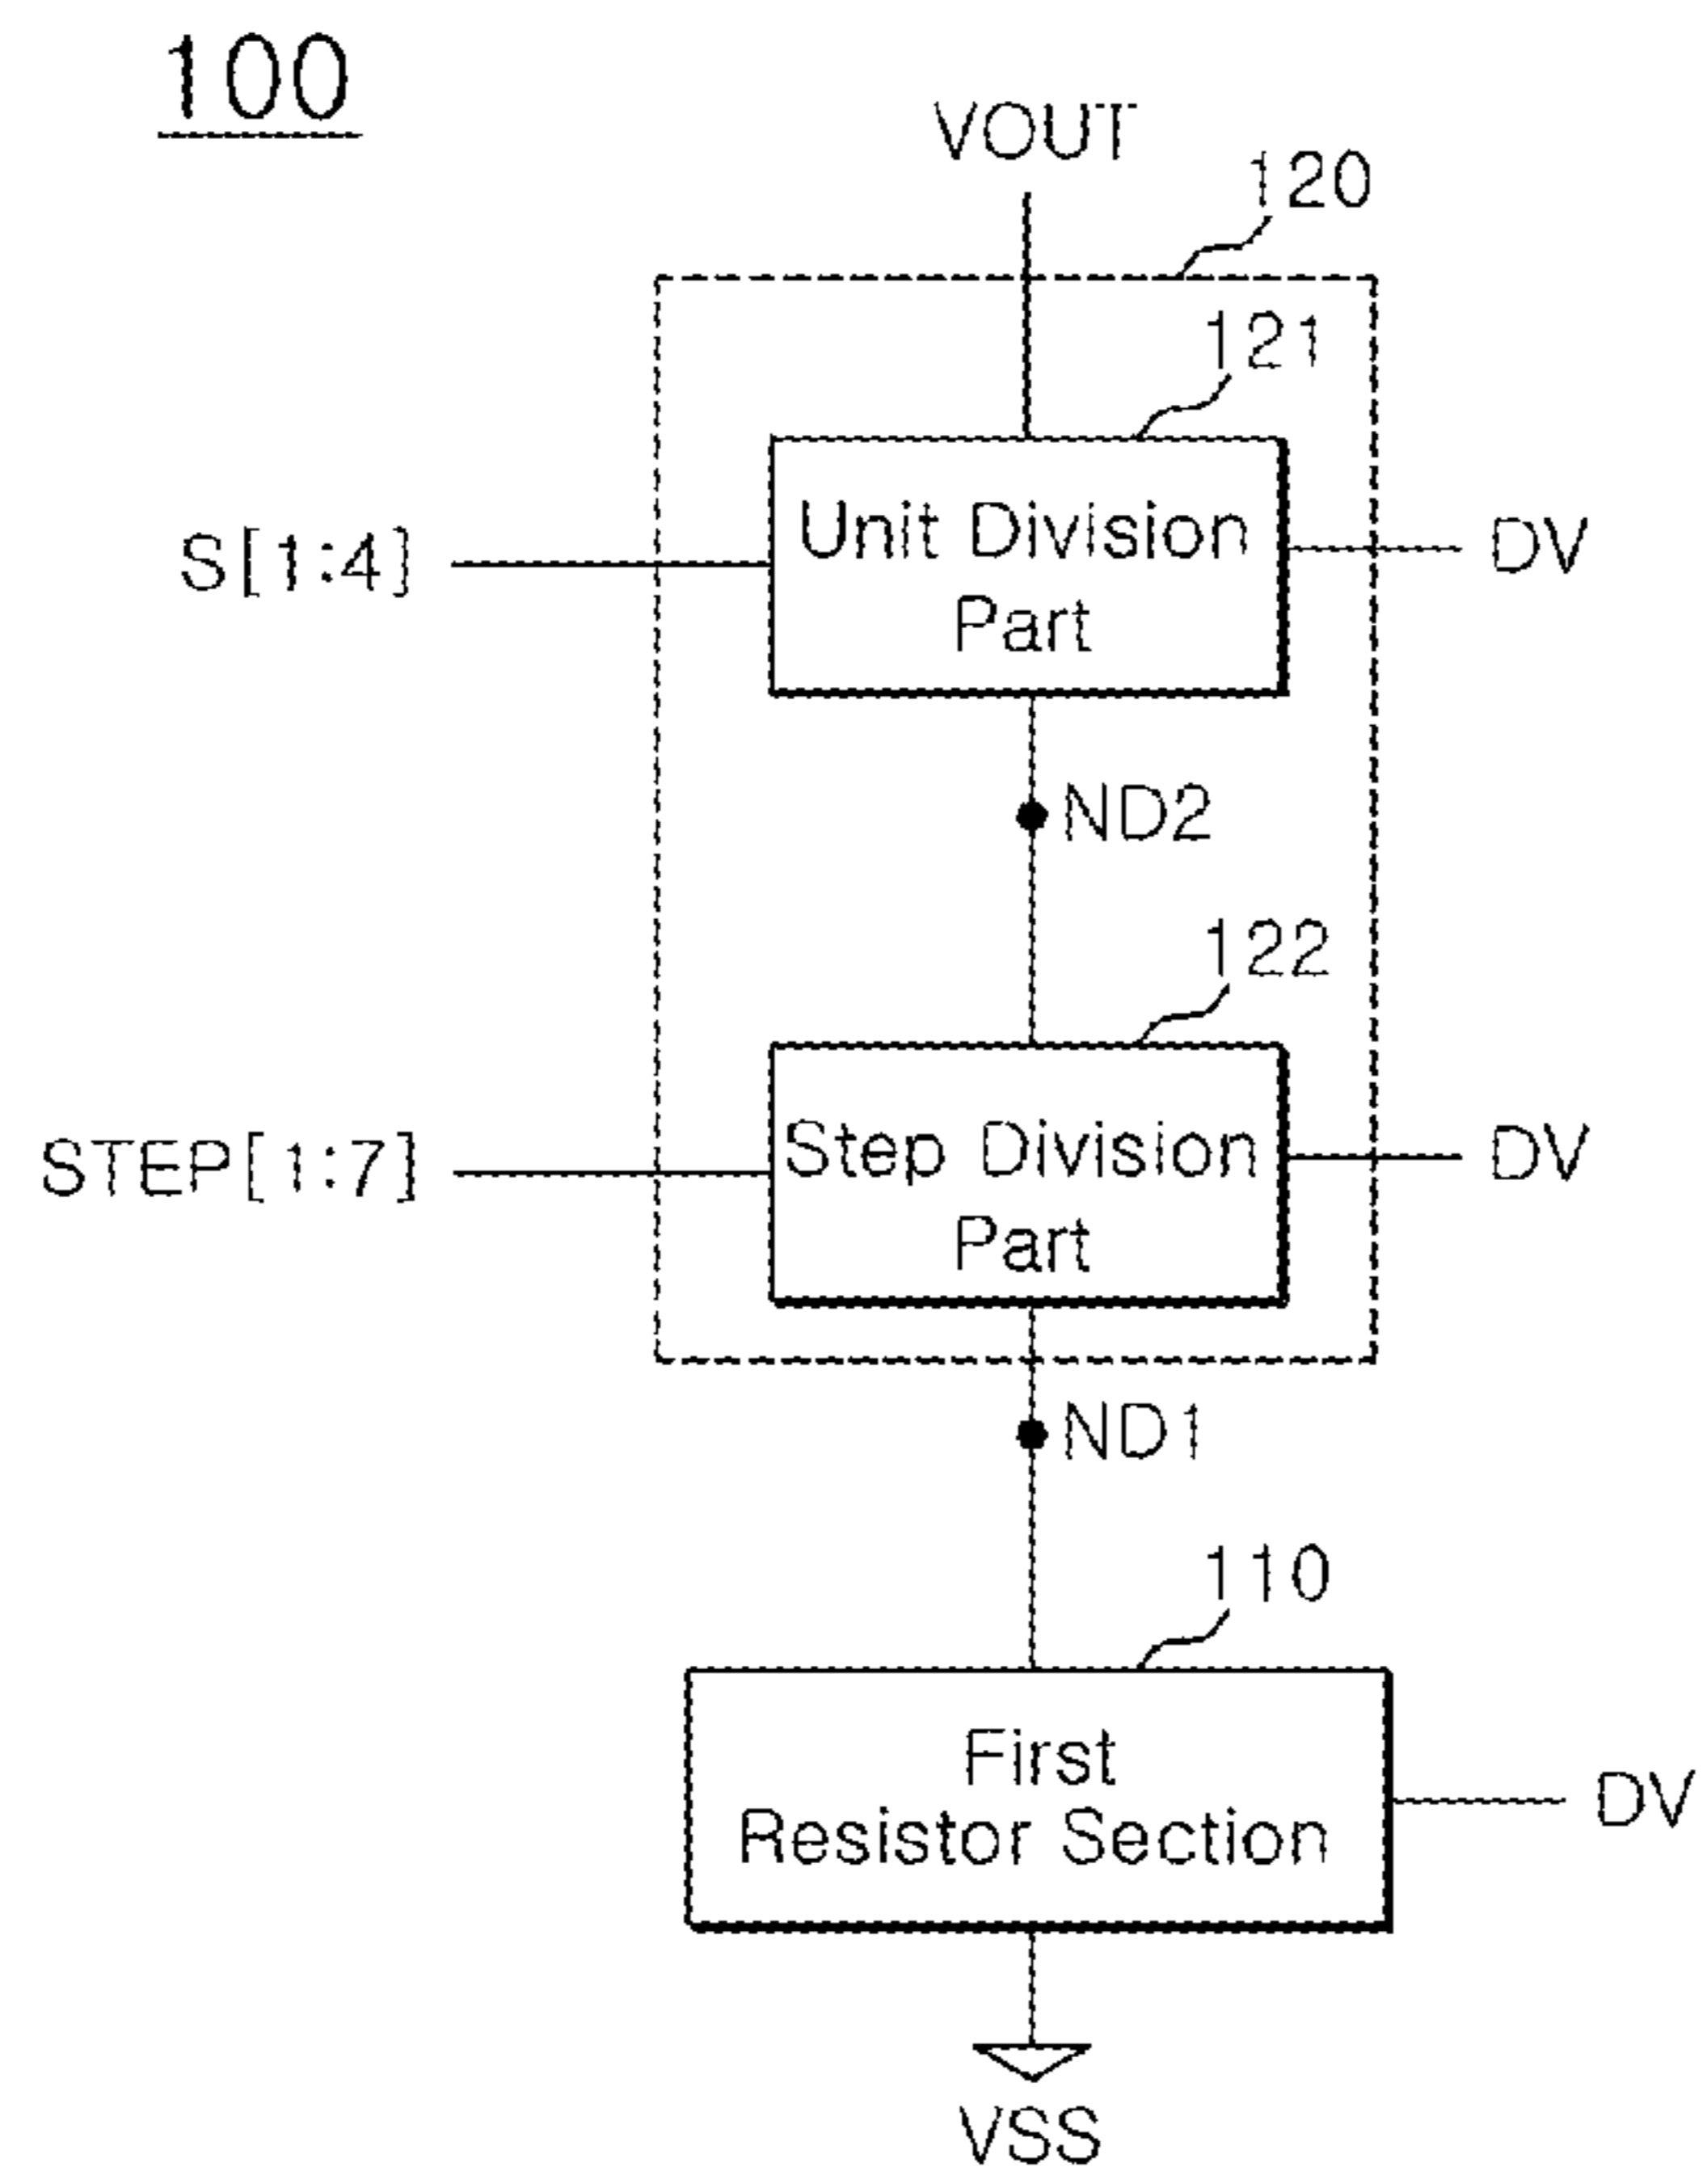 100
VOUT
120
121
S[1:4]
Unit Division
Part
DV
ND2
122
STEP[1:7]
Step Division
Part
DV
ND1
110
First
Resistor Section
DV
VSS